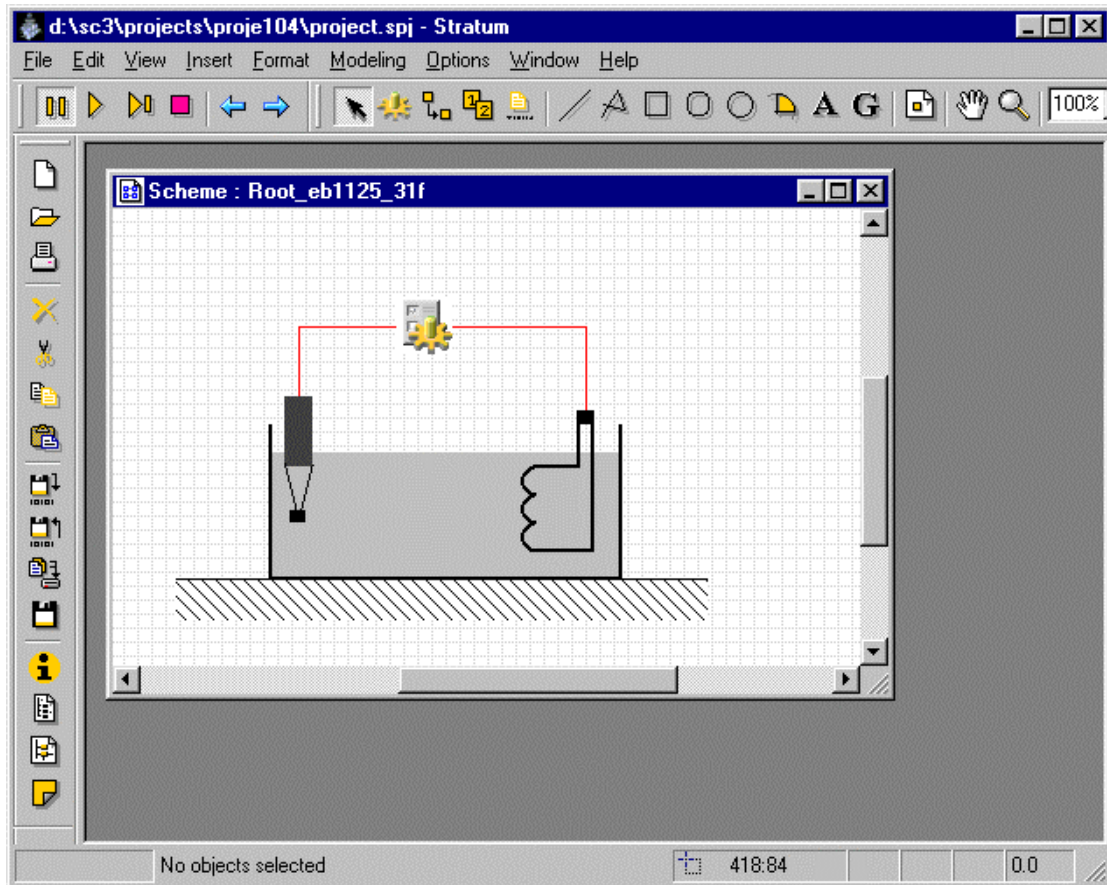 d:\sc3\projects\proje104\project.spj - Stratum
File Edit View Insert Format Modeling Options Window Help
A G 100%
Scheme : Root_eb1125_31f
No objects selected 418:84 0.0